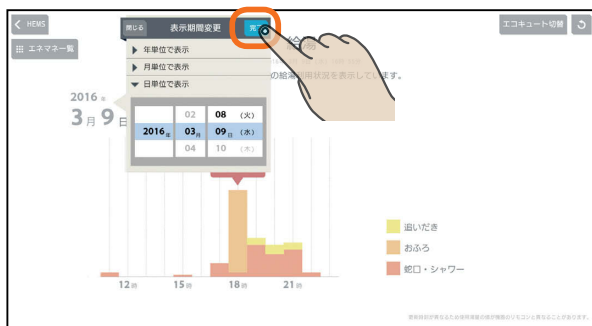 HEMS
閉じる
表示期間変更
完了
エコキュート切替
エネマネ一覧
給湯
年単位で表示
の給湯利用状況を表示しています。
月単位で表示
日単位で表示
2016年
3月9日
02 08 (火)
2016年 03月 09日 (水)
04 10 (木)
追いだき
おふろ
蛇口・シャワー
12時 15時 18時 21時